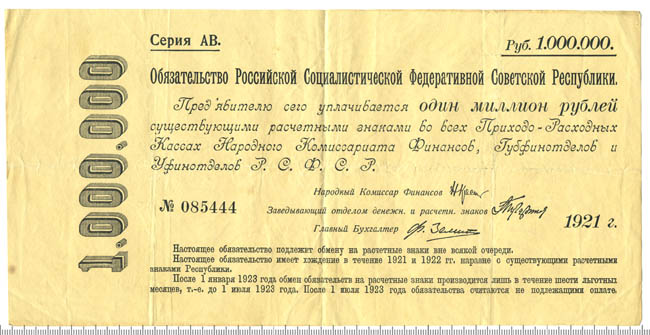 Серия АВ.
Руб. 1.000.000.
1.000.000
Обязательство Российской Социалистической Федеративной Советской Республики.
Пред'явителю сего уплачивается один миллион рублей
существующими расчетными знаками во всех Приходо-Расходных
Кассах Народного Комиссариата Финансов, Губфинотделов и
Уфинотделов Р. С. Ф. С. Р.
Народный Комиссар Финансов
№ 085444
Заведывающий отделом денежн. и расчетн. знаков
1921 г.
Главный Бухгалтер
Настоящее обязательство подлежит обмену на расчетные знаки вне всякой очереди.
Настоящее обязательство имеет хождение в течение 1921 и 1922 гг. наравне с существующими расчетными
знаками Республики.
После 1 января 1923 года обмен обязательств на расчетные знаки производится лишь в течение шести льготных
месяцев, т.-е. до 1 июля 1923 года. После 1 июля 1923 года обязательства считаются не подлежащими оплате.